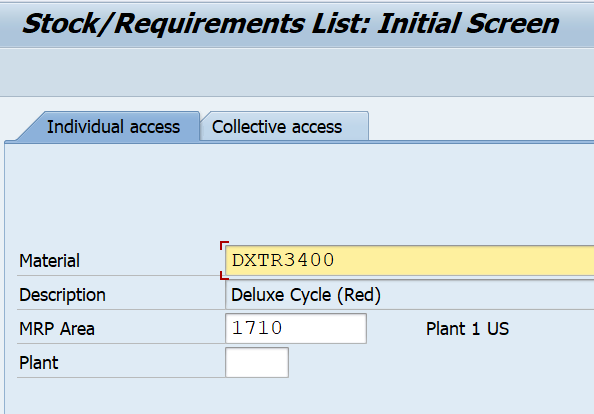 Stock/Requirements List: Initial Screen
Individual access Collective access
Material DXTR3400
Description Deluxe Cycle (Red)
MRP Area 1710 Plant 1 US
Plant